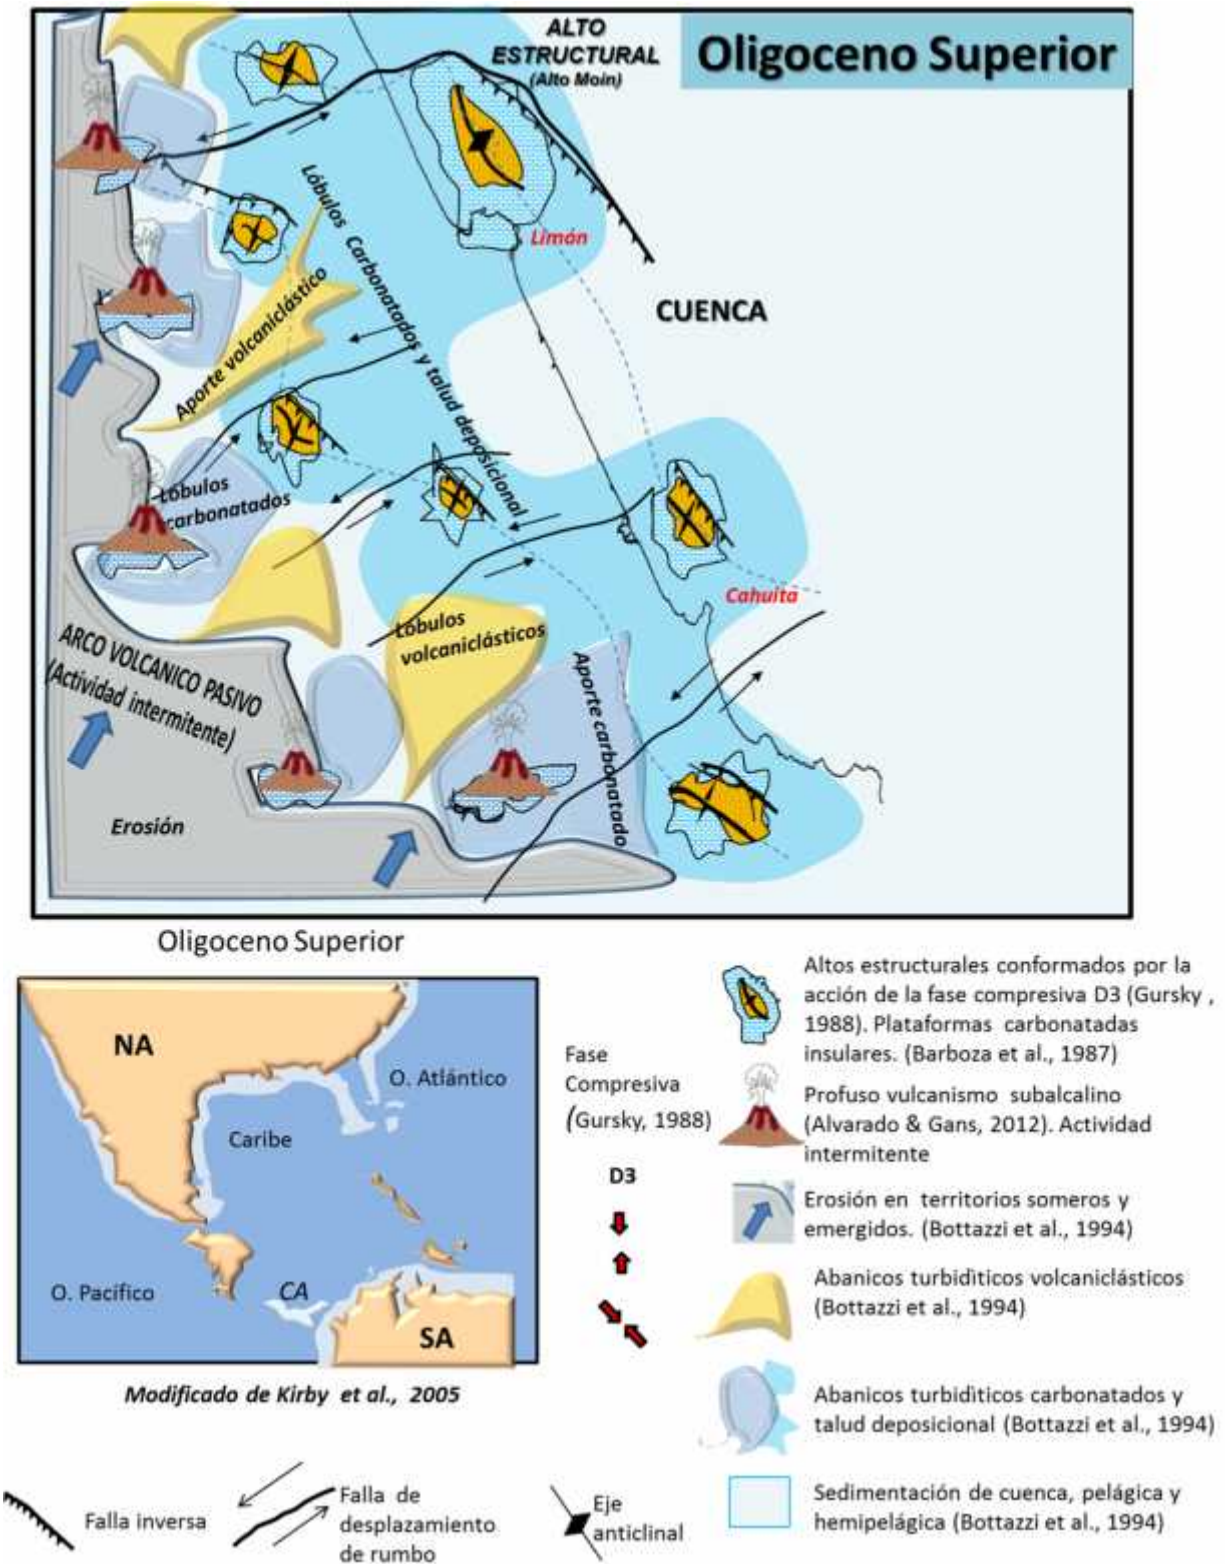 ALTO
ESTRUCTURAL
(Alto Moin)
Oligoceno Superior
Lóbulos Carbonatados y talud deposicional
Limón
CUENCA
Aporte volcaniclástico
Lóbulos
carbonatados
Cahuita
Lóbulos
volcaniclásticos
ARCO VOLCANICO PASIVO
(Actividad intermitente)
Aporte carbonatado
Erosión
Oligoceno Superior
NA
O. Atlántico
Caribe
O. Pacífico
CA
SA
Modificado de Kirby et al., 2005
Fase
Compresiva
(Gursky, 1988)
D3
Altos estructurales conformados por la
acción de la fase compresiva D3 (Gursky ,
1988). Plataformas carbonatadas
insulares. (Barboza et al., 1987)
Profuso vulcanismo subalcalino
(Alvarado & Gans, 2012). Actividad
intermitente
Erosión en territorios someros y
emergidos. (Bottazzi et al., 1994)
Abanicos turbidìticos volcaniclásticos
(Bottazzi et al., 1994)
Abanicos turbidìticos carbonatados y
talud deposicional (Bottazzi et al., 1994)
Sedimentación de cuenca, pelágica y
hemipelágica (Bottazzi et al., 1994)
Falla inversa
Falla de
desplazamiento
de rumbo
Eje
anticlinal